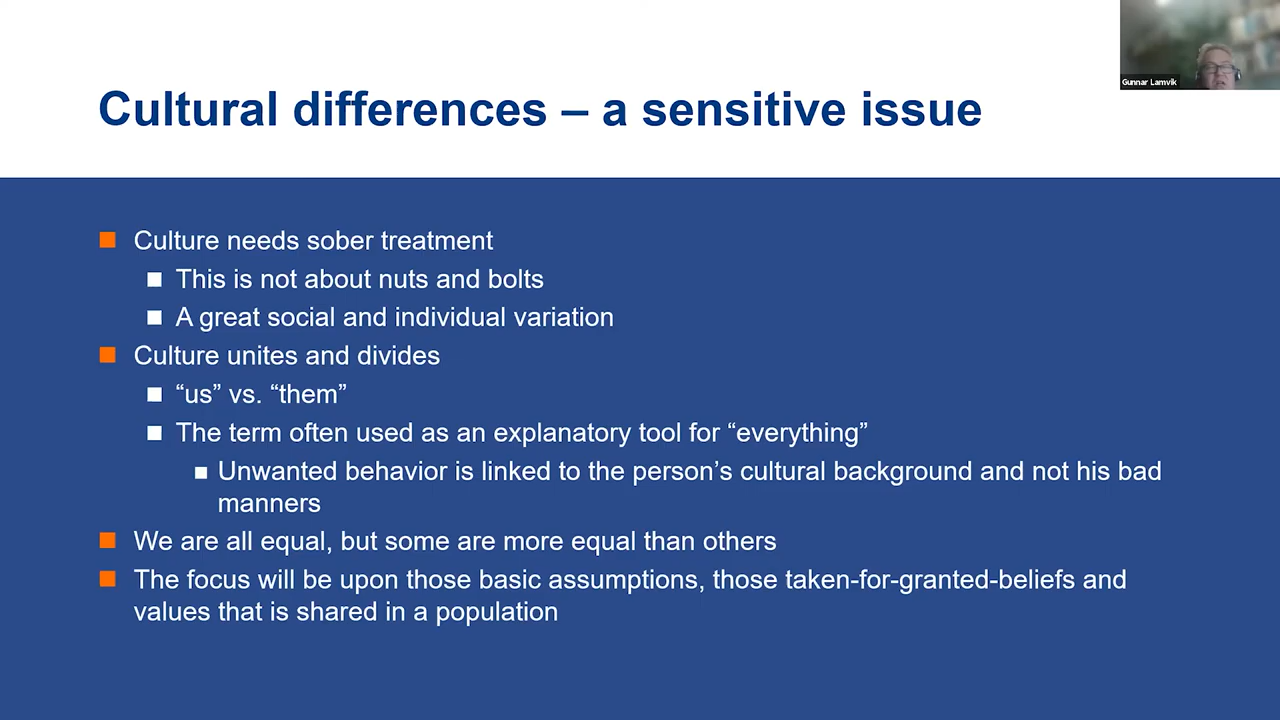 Gunnar Lamvik
Cultural differences – a sensitive issue
Culture needs sober treatment
This is not about nuts and bolts
A great social and individual variation
Culture unites and divides
“us” vs. “them”
The term often used as an explanatory tool for “everything”
Unwanted behavior is linked to the person’s cultural background and not his bad
manners
We are all equal, but some are more equal than others
The focus will be upon those basic assumptions, those taken-for-granted-beliefs and
values that is shared in a population